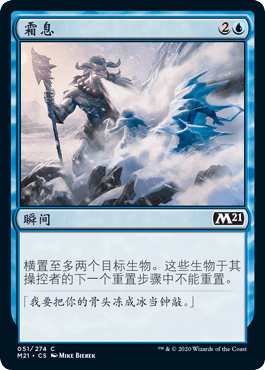 霜息 2
瞬间 M21
横置至多两个目标生物。这些生物于其
操控者的下一个重置步骤中不能重置。
「我要把你的骨头冻成冰当钟敲。」
051/274 C
M21 • CS MIKE BIEREK
™ & © 2020 Wizards of the Coast